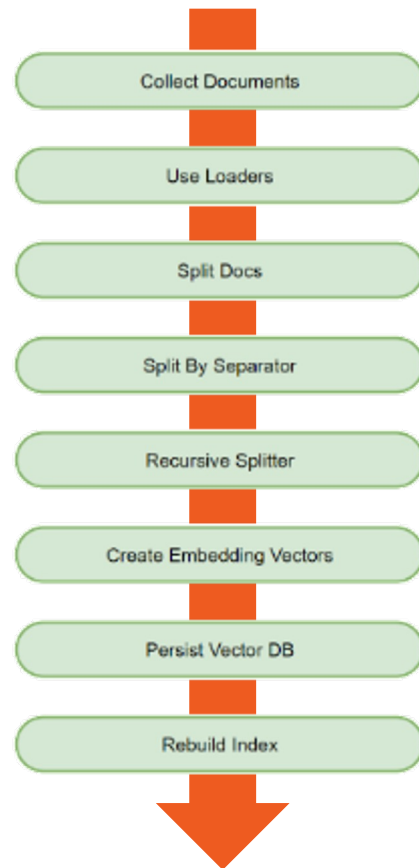 Collect Documents
Use Loaders
Split Docs
Split By Separator
Recursive Splitter
Create Embedding Vectors
Persist Vector DB
Rebuild Index